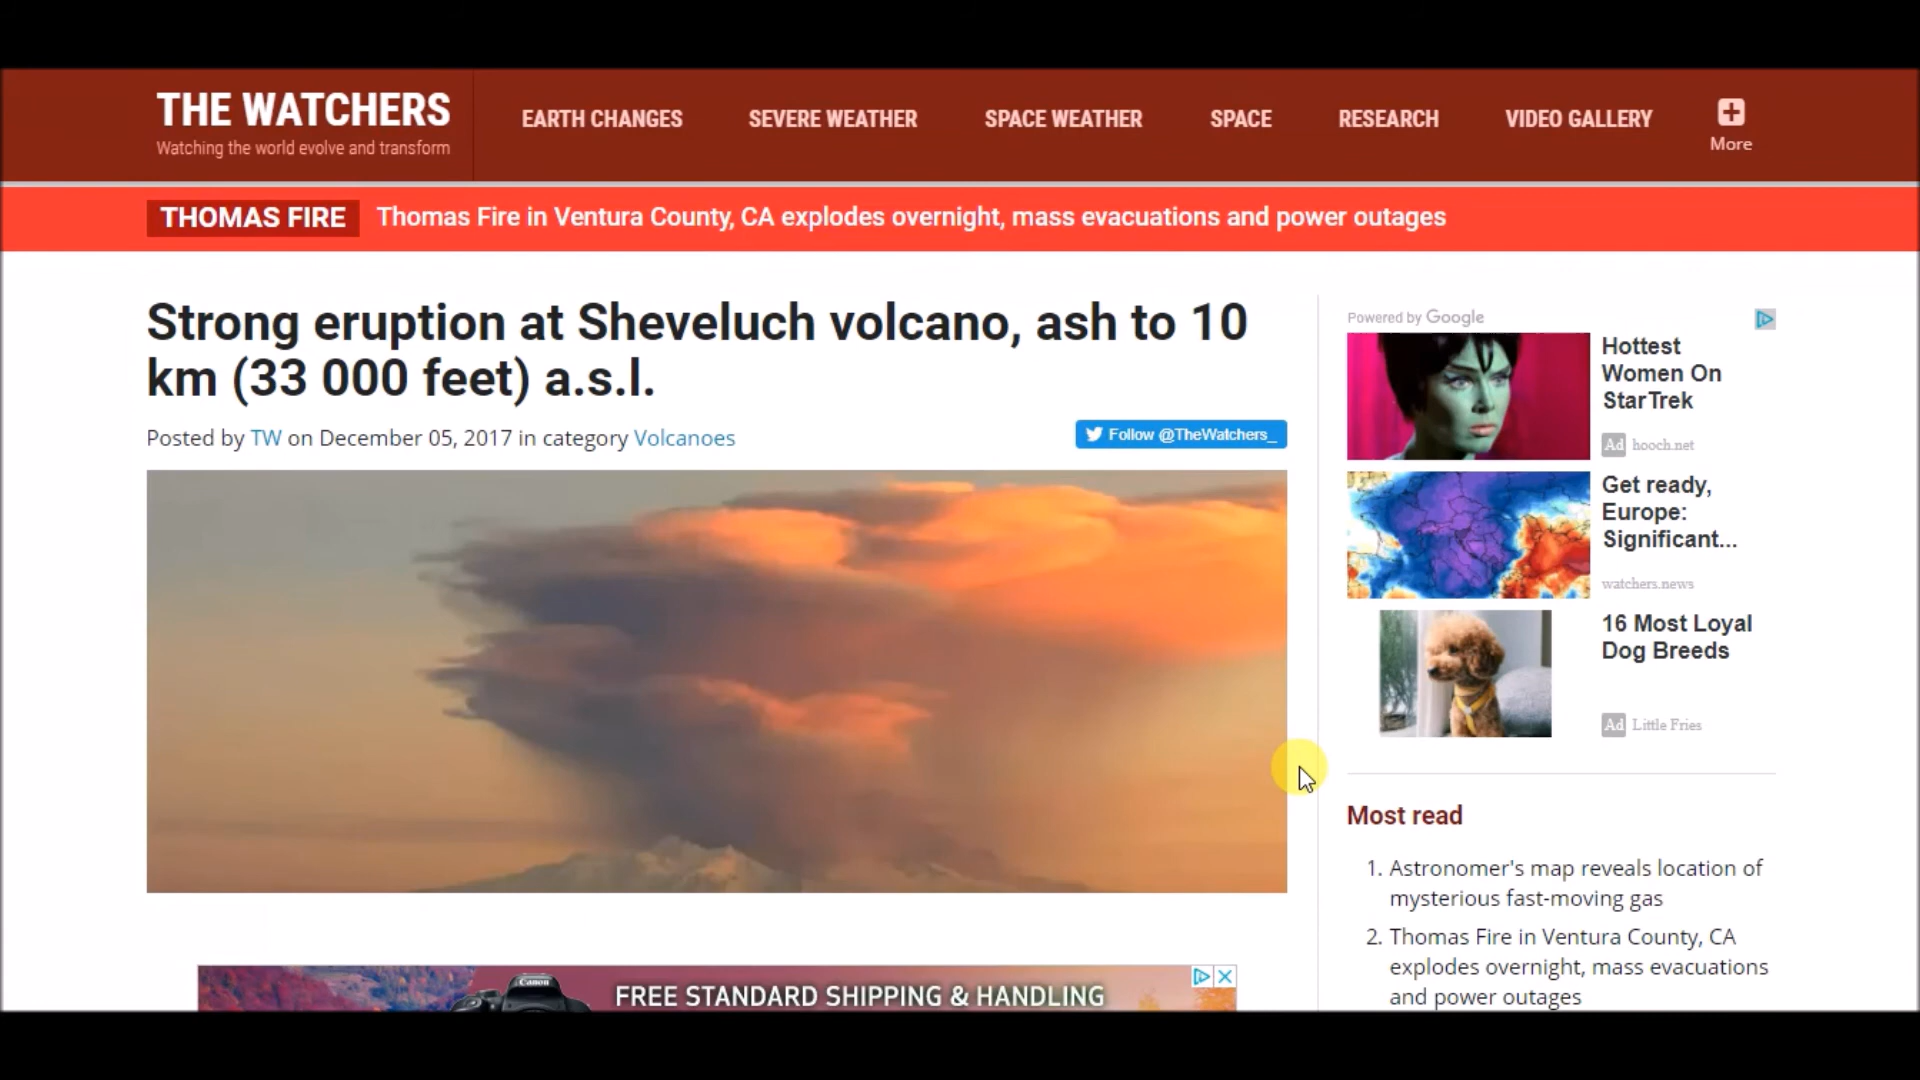 THE WATCHERS
Watching the world evolve and transform
EARTH CHANGES
SEVERE WEATHER
SPACE WEATHER
SPACE
RESEARCH
VIDEO GALLERY
More
THOMAS FIRE
Thomas Fire in Ventura County, CA explodes overnight, mass evacuations and power outages
Strong eruption at Sheveluch volcano, ash to 10
km (33 000 feet) a.s.l.
Posted by TW on December 05, 2017 in category Volcanoes
Follow @TheWatchers_
Powered by Google
Hottest
Women On
StarTrek
Ad hooch.net
Get ready,
Europe:
Significant...
watchers.news
16 Most Loyal
Dog Breeds
Ad Little Fries
Most read
1. Astronomer's map reveals location of
mysterious fast-moving gas
2. Thomas Fire in Ventura County, CA
explodes overnight, mass evacuations
and power outages
Canon
FREE STANDARD SHIPPING & HANDLING